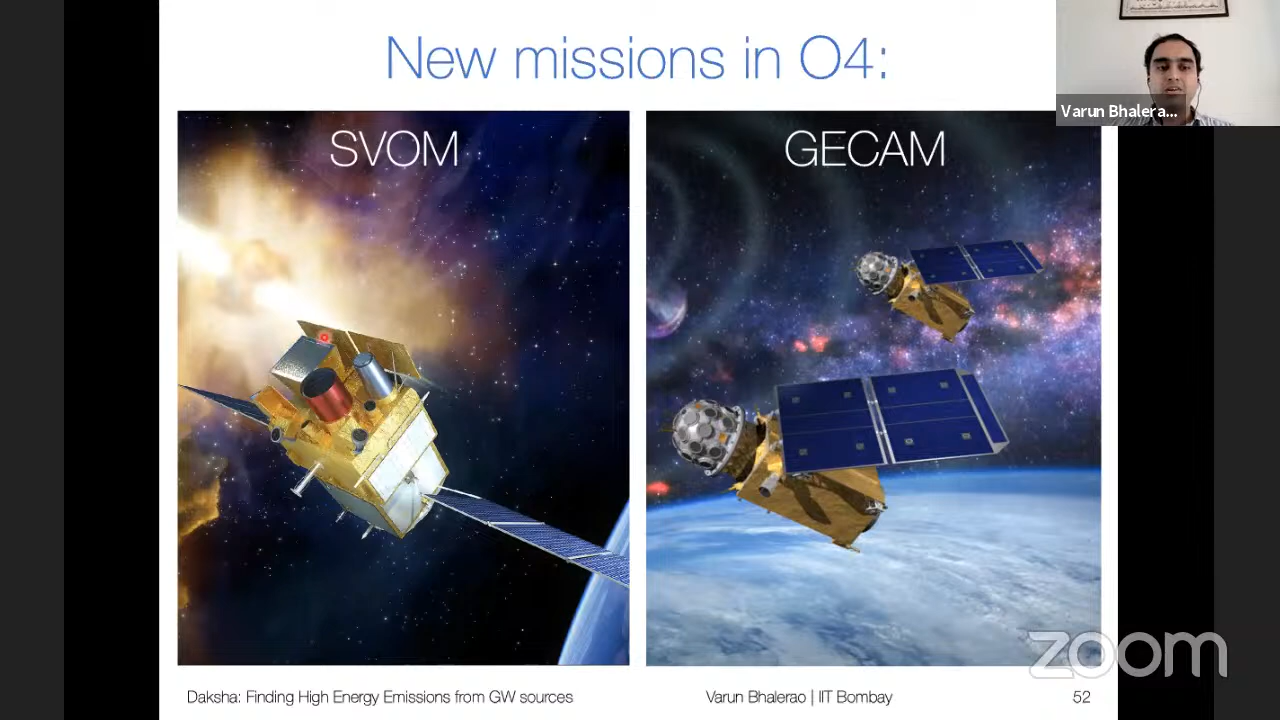 New missions in O4:
SVOM
GECAM
Varun Bhalera...
zoom
Daksha: Finding High Energy Emissions from GW sources
Varun Bhalerao | IIT Bombay
52